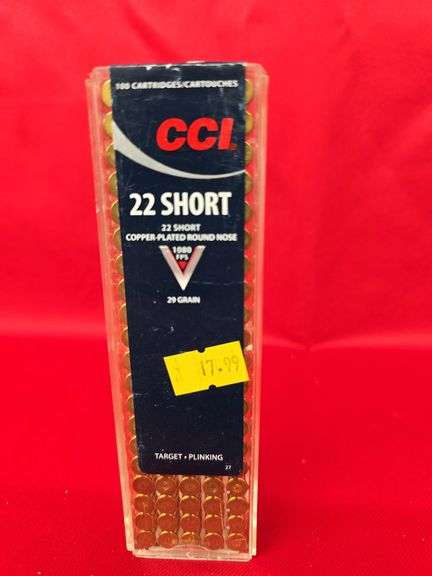 100 CARTRIDGES/CARTOUCHES
CCI
22 SHORT
22 SHORT
COPPER-PLATED ROUND NOSE
1080
FPS
29 GRAIN
17.99
TARGET • PLINKING
27